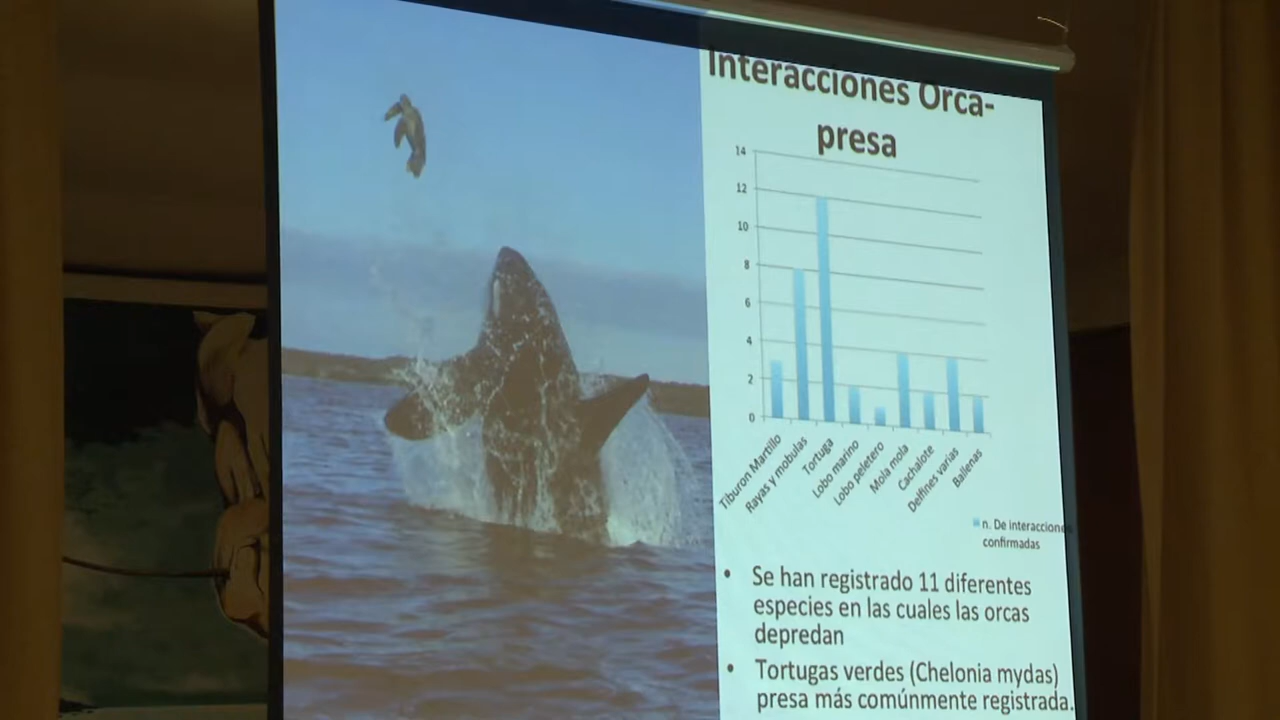 Interacciones Orca-
presa
14
12
10
8
6
4
2
0
Tiburon Martillo
Rayas y mobulas
Tortuga
Lobo marino
Lobo peletero
Mola mola
Cachalote
Delfines varias
Ballenas
n. De interacciones
confirmadas
• Se han registrado 11 diferentes
especies en las cuales las orcas
depredan
• Tortugas verdes (Chelonia mydas)
presa más comúnmente registrada.